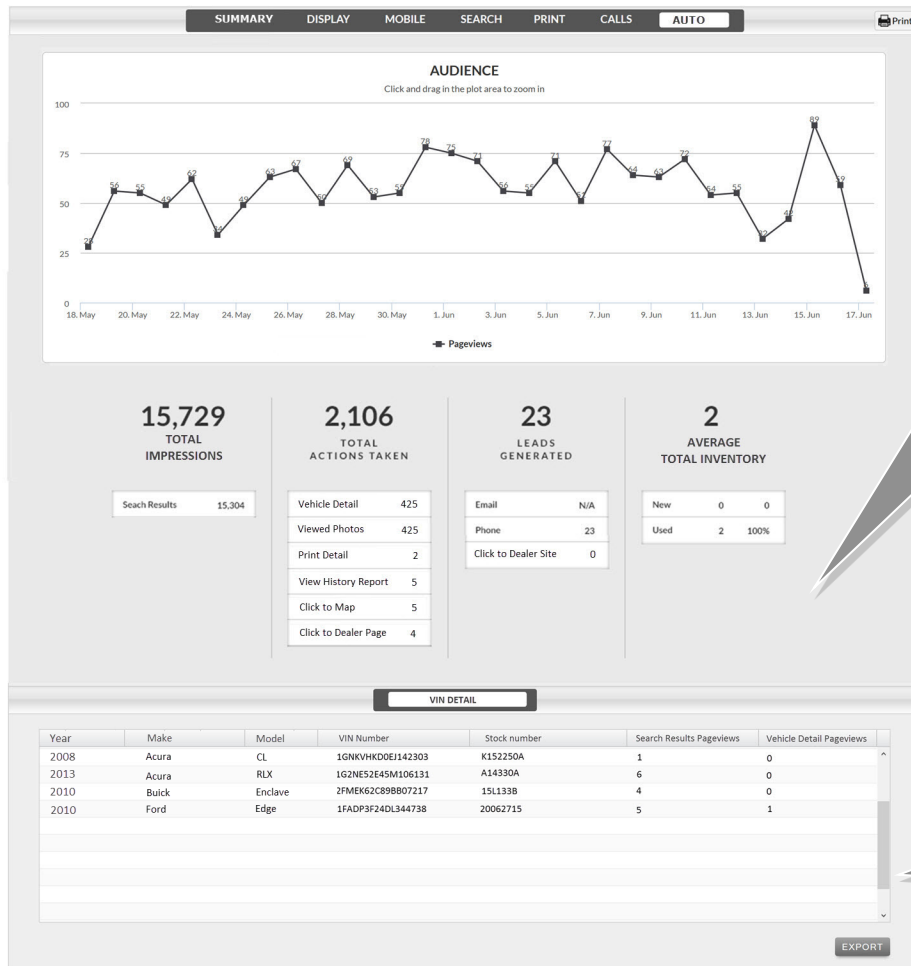 SUMMARY DISPLAY MOBILE SEARCH PRINT CALLS AUTO Print
AUDIENCE
Click and drag in the plot area to zoom in
100
75
50
25
0
56 55 49 62 49 63 67 69 53 55 78 75 71 56 55 71 77 64 63 72 54 55 89
18. May 20. May 22. May 24. May 26. May 28. May 30. May 1. Jun 3. Jun 5. Jun 7. Jun 9. Jun 11. Jun 13. Jun 15. Jun 17. Jun
Pageviews
15,729 2,106 23 2
TOTAL IMPRESSIONS
TOTAL ACTIONS TAKEN
LEADS GENERATED
AVERAGE TOTAL INVENTORY
Seach Results 15,304
Vehicle Detail 425
Viewed Photos 425
Print Detail 2
View History Report 5
Click to Map 5
Click to Dealer Page 4
Email N/A
Phone 23
Click to Dealer Site 0
New 0 0
Used 2 100%
VIN DETAIL
Year Make Model VIN Number Stock number Search Results Pageviews Vehicle Detail Pageviews
2008 Acura CL 1GNKVHKD0EJ142303 K152250A 1 0
2013 Acura RLX 1G2NE52E45M106131 A14330A 6 0
2010 Buick Enclave 2FMEK62C89BB07217 15L133B 4 0
2010 Ford Edge 1FADP3F24DL344738 20062715 5 1
EXPORT